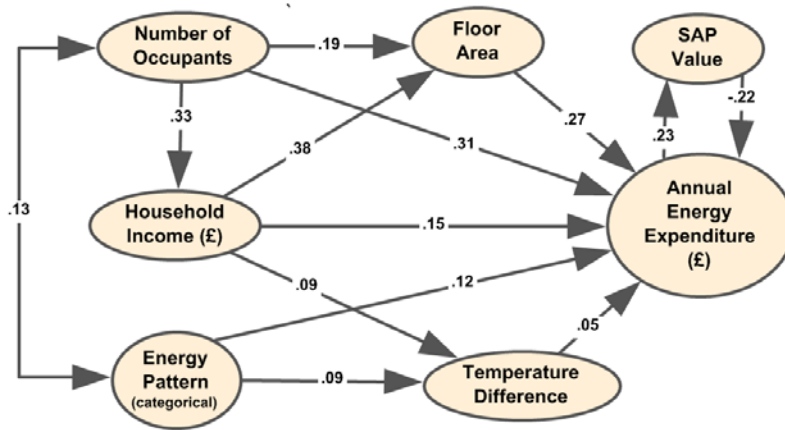 Number of
Occupants
.19
Floor
Area
SAP
Value
.33
.38
.31
.27
.23
-.22
.13
Household
Income (£)
.15
Annual
Energy
Expenditure
(£)
.09
.12
.05
Energy
Pattern
(categorical)
.09
Temperature
Difference